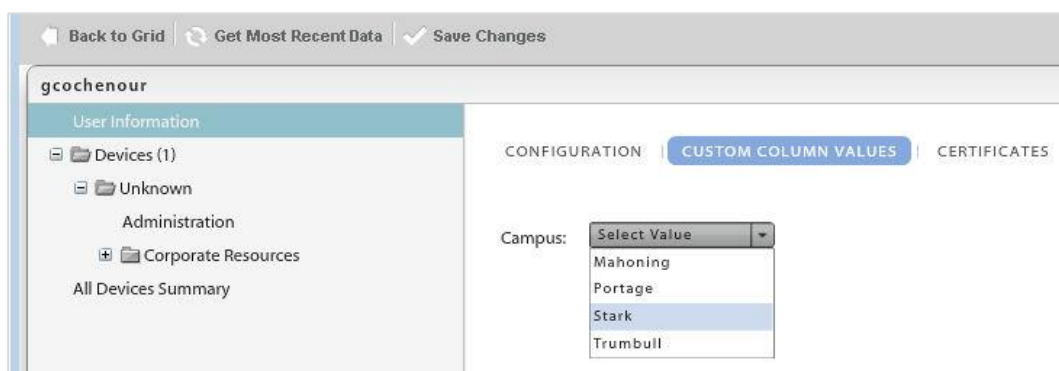 Back to Grid Get Most Recent Data Save Changes
gcochenour
User Information
Devices (1)
Unknown
Administration
Corporate Resources
All Devices Summary
CONFIGURATION CUSTOM COLUMN VALUES CERTIFICATES
Campus: Select Value
Mahoning
Portage
Stark
Trumbull